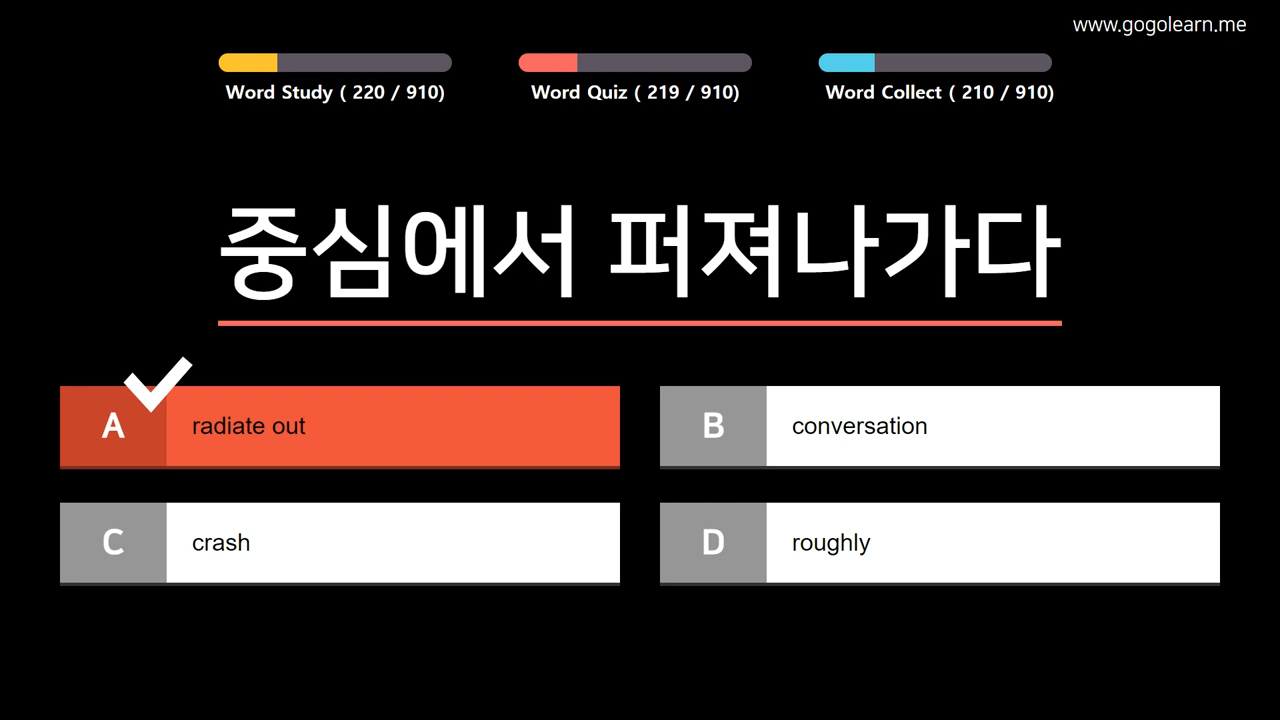 www.gogolearn.me
Word Study ( 220 / 910)
Word Quiz ( 219 / 910)
Word Collect ( 210 / 910)
중심에서 퍼져나가다
A radiate out
B conversation
C crash
D roughly